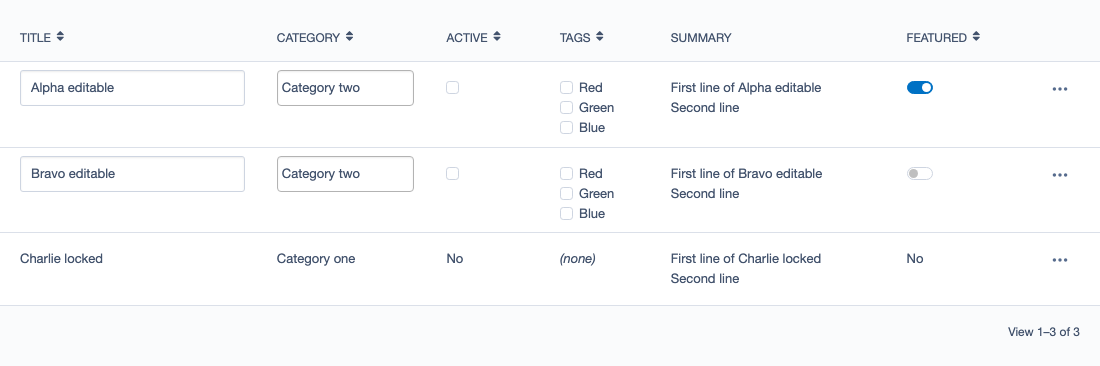 TITLE CATEGORY ACTIVE TAGS SUMMARY FEATURED
Alpha editable Category two Red First line of Alpha editable
Green Second line
Blue
Bravo editable Category two Red First line of Bravo editable
Green Second line
Blue
Charlie locked Category one No (none) First line of Charlie locked No
Second line
View 1–3 of 3